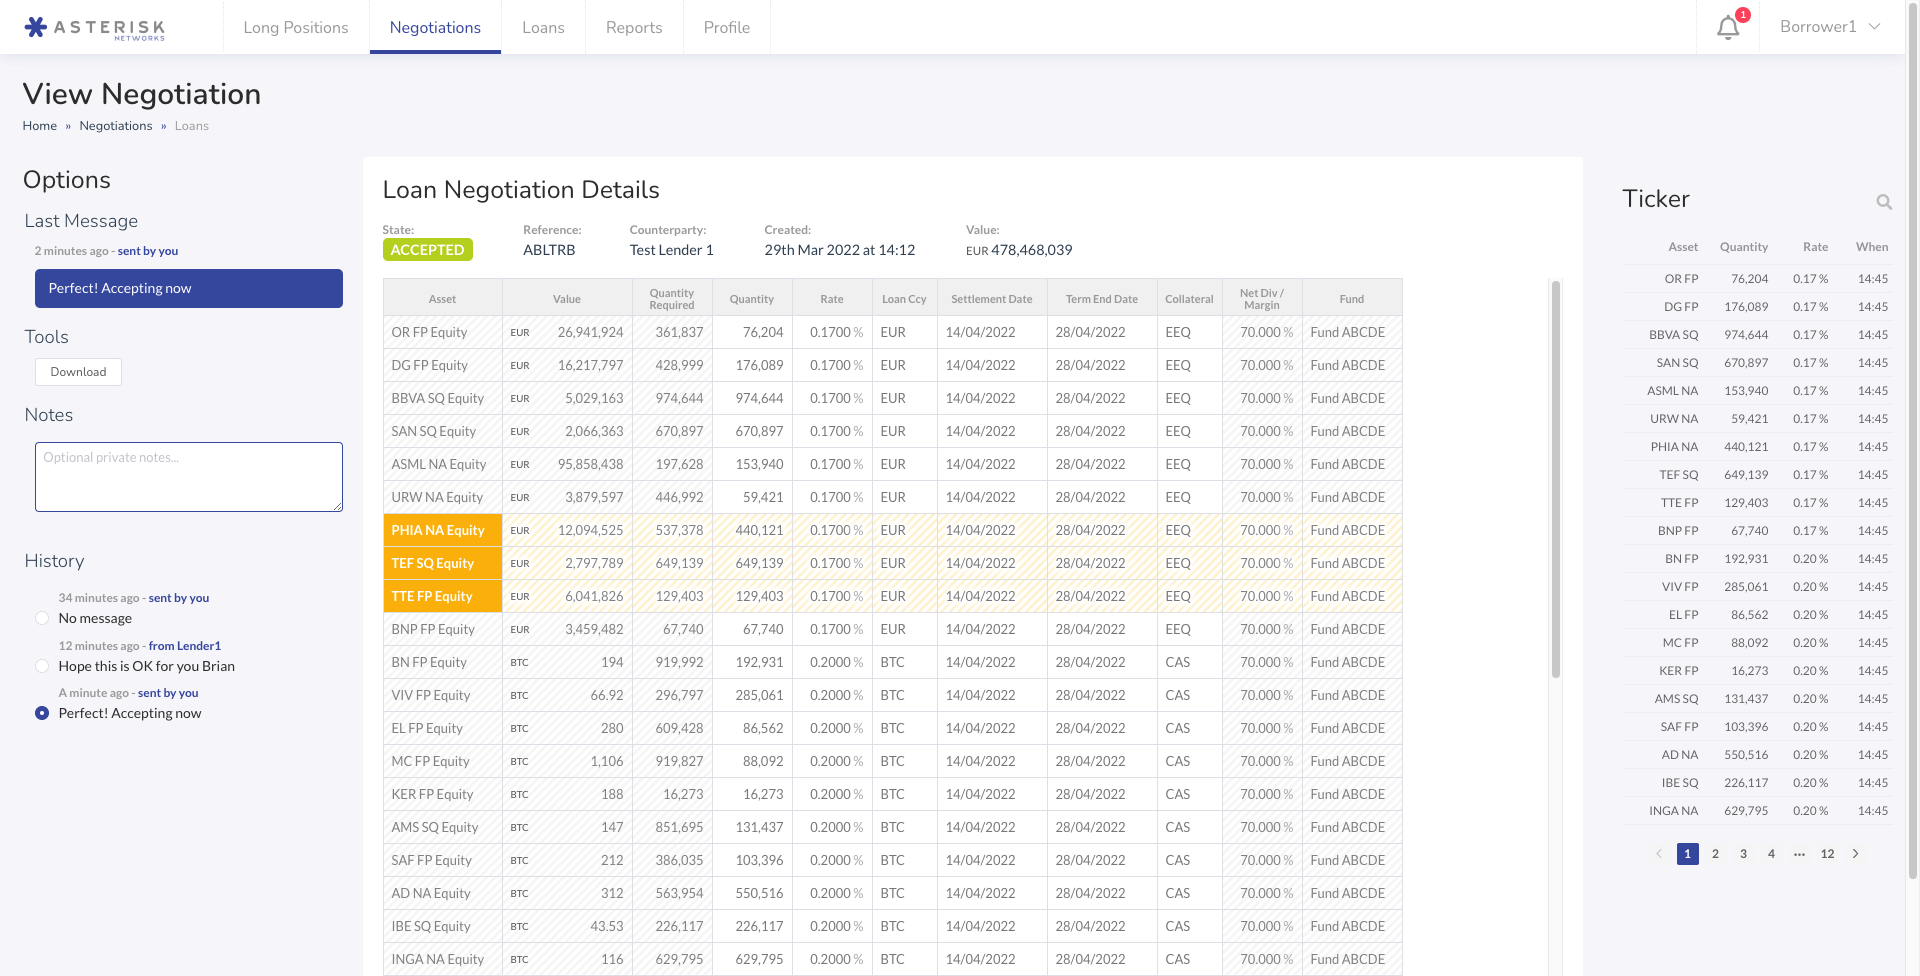 ASTERISK NETWORKS Long Positions Negotiations Loans Reports Profile 1 Borrower1
View Negotiation
Home » Negotiations » Loans
Options
Last Message
2 minutes ago - sent by you
Perfect! Accepting now
Tools
Download
Notes
Optional private notes...
History
34 minutes ago - sent by you
No message
12 minutes ago - from Lender1
Hope this is OK for you Brian
A minute ago - sent by you
Perfect! Accepting now
Loan Negotiation Details
State: Reference: Counterparty: Created: Value:
ACCEPTED ABLTRB Test Lender 1 29th Mar 2022 at 14:12 EUR 478,468,039
Asset Value Quantity Required Quantity Rate Loan Ccy Settlement Date Term End Date Collateral Net Div / Margin Fund
OR FP Equity EUR 26,941,924 361,837 76,204 0.1700 % EUR 14/04/2022 28/04/2022 EEQ 70.000 % Fund ABCDE
DG FP Equity EUR 16,217,797 428,999 176,089 0.1700 % EUR 14/04/2022 28/04/2022 EEQ 70.000 % Fund ABCDE
BBVA SQ Equity EUR 5,029,163 974,644 974,644 0.1700 % EUR 14/04/2022 28/04/2022 EEQ 70.000 % Fund ABCDE
SAN SQ Equity EUR 2,066,363 670,897 670,897 0.1700 % EUR 14/04/2022 28/04/2022 EEQ 70.000 % Fund ABCDE
ASML NA Equity EUR 95,858,438 197,628 153,940 0.1700 % EUR 14/04/2022 28/04/2022 EEQ 70.000 % Fund ABCDE
URW NA Equity EUR 3,879,597 446,992 59,421 0.1700 % EUR 14/04/2022 28/04/2022 EEQ 70.000 % Fund ABCDE
PHIA NA Equity EUR 12,094,525 537,378 440,121 0.1700 % EUR 14/04/2022 28/04/2022 EEQ 70.000 % Fund ABCDE
TEF SQ Equity EUR 2,797,789 649,139 649,139 0.1700 % EUR 14/04/2022 28/04/2022 EEQ 70.000 % Fund ABCDE
TTE FP Equity EUR 6,041,826 129,403 129,403 0.1700 % EUR 14/04/2022 28/04/2022 EEQ 70.000 % Fund ABCDE
BNP FP Equity EUR 3,459,482 67,740 67,740 0.1700 % EUR 14/04/2022 28/04/2022 EEQ 70.000 % Fund ABCDE
BN FP Equity BTC 194 919,992 192,931 0.2000 % BTC 14/04/2022 28/04/2022 CAS 70.000 % Fund ABCDE
VIV FP Equity BTC 66.92 296,797 285,061 0.2000 % BTC 14/04/2022 28/04/2022 CAS 70.000 % Fund ABCDE
EL FP Equity BTC 280 609,428 86,562 0.2000 % BTC 14/04/2022 28/04/2022 CAS 70.000 % Fund ABCDE
MC FP Equity BTC 1,106 919,827 88,092 0.2000 % BTC 14/04/2022 28/04/2022 CAS 70.000 % Fund ABCDE
KER FP Equity BTC 188 16,273 16,273 0.2000 % BTC 14/04/2022 28/04/2022 CAS 70.000 % Fund ABCDE
AMS SQ Equity BTC 147 851,695 131,437 0.2000 % BTC 14/04/2022 28/04/2022 CAS 70.000 % Fund ABCDE
SAF FP Equity BTC 212 386,035 103,396 0.2000 % BTC 14/04/2022 28/04/2022 CAS 70.000 % Fund ABCDE
AD NA Equity BTC 312 563,954 550,516 0.2000 % BTC 14/04/2022 28/04/2022 CAS 70.000 % Fund ABCDE
IBE SQ Equity BTC 43.53 226,117 226,117 0.2000 % BTC 14/04/2022 28/04/2022 CAS 70.000 % Fund ABCDE
INGA NA Equity BTC 116 629,795 629,795 0.2000 % BTC 14/04/2022 28/04/2022 CAS 70.000 % Fund ABCDE
Ticker
Asset Quantity Rate When
OR FP 76,204 0.17 % 14:45
DG FP 176,089 0.17 % 14:45
BBVA SQ 974,644 0.17 % 14:45
SAN SQ 670,897 0.17 % 14:45
ASML NA 153,940 0.17 % 14:45
URW NA 59,421 0.17 % 14:45
PHIA NA 440,121 0.17 % 14:45
TEF SQ 649,139 0.17 % 14:45
TTE FP 129,403 0.17 % 14:45
BNP FP 67,740 0.17 % 14:45
BN FP 192,931 0.20 % 14:45
VIV FP 285,061 0.20 % 14:45
EL FP 86,562 0.20 % 14:45
MC FP 88,092 0.20 % 14:45
KER FP 16,273 0.20 % 14:45
AMS SQ 131,437 0.20 % 14:45
SAF FP 103,396 0.20 % 14:45
AD NA 550,516 0.20 % 14:45
IBE SQ 226,117 0.20 % 14:45
INGA NA 629,795 0.20 % 14:45
1 2 3 4 ••• 12